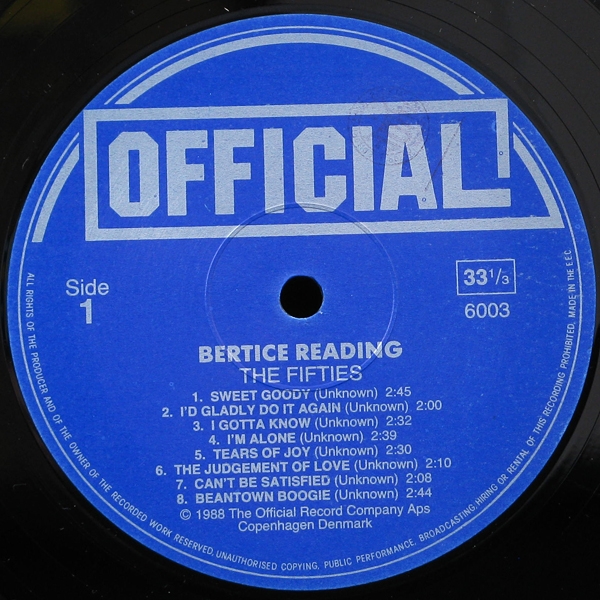 OFFICIAL
Side
1
33 1/3
6003
BERTICE READING
THE FIFTIES
1. SWEET GOODY (Unknown) 2:45
2. I'D GLADLY DO IT AGAIN (Unknown) 2:00
3. I GOTTA KNOW (Unknown) 2:32
4. I'M ALONE (Unknown) 2:39
5. TEARS OF JOY (Unknown) 2:30
6. THE JUDGEMENT OF LOVE (Unknown) 2:10
7. CAN'T BE SATISFIED (Unknown) 2:08
8. BEANTOWN BOOGIE (Unknown) 2:44
© 1988 The Official Record Company Aps
Copenhagen Denmark
ALL RIGHTS OF THE PRODUCER AND OF THE OWNER OF THE RECORDED WORK RESERVED, UNAUTHORISED COPYING, PUBLIC PERFORMANCE, BROADCASTING, HIRING OR RENTAL OF THIS RECORDING PROHIBITED, MADE IN THE E.E.C.